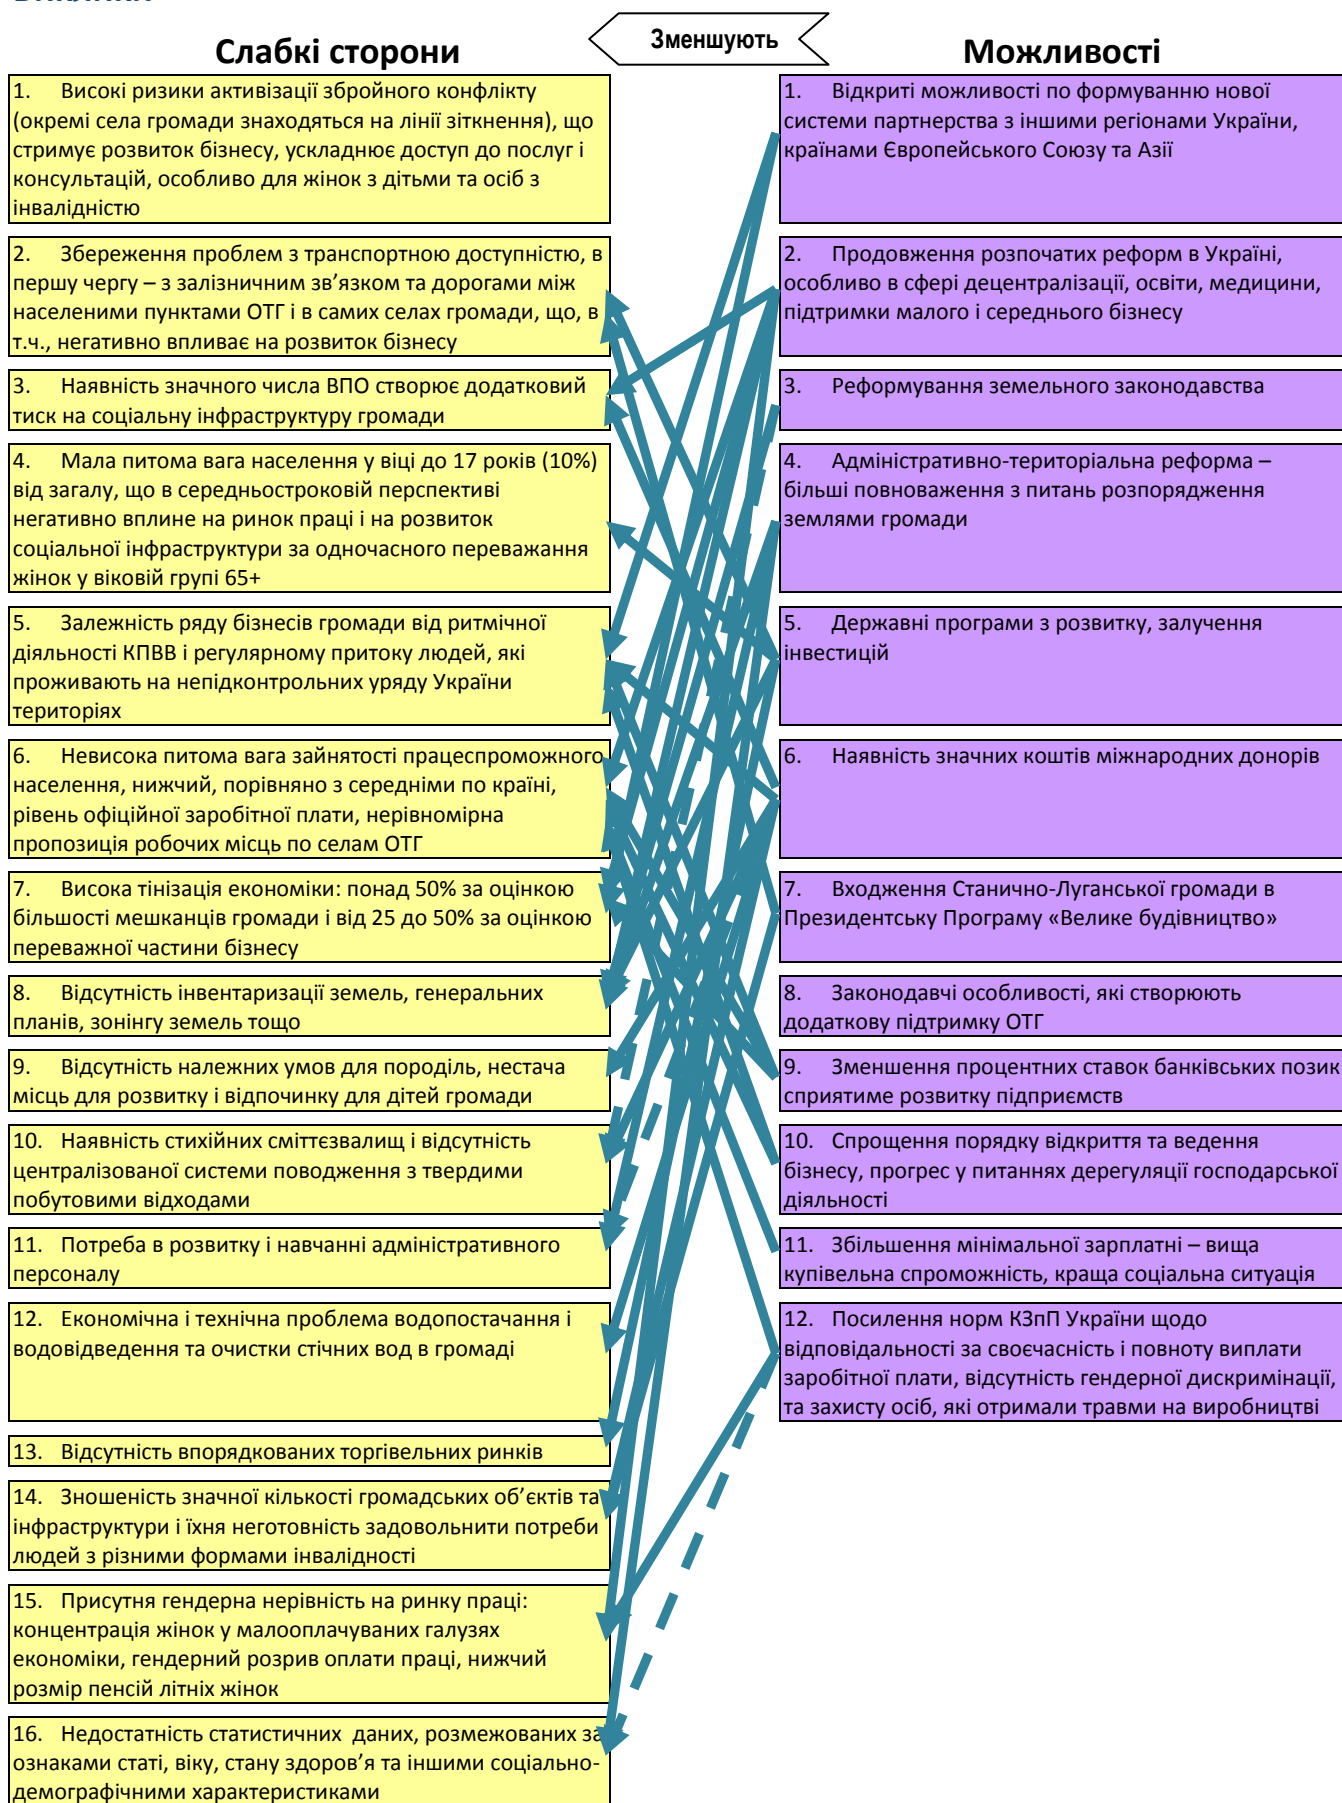 Зменшують
Слабкі сторони
1. Високі ризики активізації збройного конфлікту
(окремі села громади знаходяться на лінії зіткнення), що
стримує розвиток бізнесу, ускладнює доступ до послуг і
консультацій, особливо для жінок з дітьми та осіб з
інвалідністю
2. Збереження проблем з транспортною доступністю, в
першу чергу – з залізничним зв’язком та дорогами між
населеними пунктами ОТГ і в самих селах громади, що, в
т.ч., негативно впливає на розвиток бізнесу
3. Наявність значного числа ВПО створює додатковий
тиск на соціальну інфраструктуру громади
4. Мала питома вага населення у віці до 17 років (10%)
від загалу, що в середньостроковій перспективі
негативно вплине на ринок праці і на розвиток
соціальної інфраструктури за одночасного переважання
жінок у віковій групі 65+
5. Залежність ряду бізнесів громади від ритмічної
діяльності КПВВ і регулярному притоку людей, які
проживають на непідконтрольних уряду України
територіях
6. Невисока питома вага зайнятості працеспроможного
населення, нижчий, порівняно з середніми по країні,
рівень офіційної заробітної плати, нерівномірна
пропозиція робочих місць по селам ОТГ
7. Висока тінізація економіки: понад 50% за оцінкою
більшості мешканців громади і від 25 до 50% за оцінкою
переважної частини бізнесу
8. Відсутність інвентаризації земель, генеральних
планів, зонінгу земель тощо
9. Відсутність належних умов для породіль, нестача
місць для розвитку і відпочинку для дітей громади
10. Наявність стихійних сміттєзвалищ і відсутність
централізованої системи поводження з твердими
побутовими відходами
11. Потреба в розвитку і навчанні адміністративного
персоналу
12. Економічна і технічна проблема водопостачання і
водовідведення та очистки стічних вод в громаді
13. Відсутність впорядкованих торгівельних ринків
14. Зношеність значної кількості громадських об’єктів та
інфраструктури і їхня неготовність задовольнити потреби
людей з різними формами інвалідності
15. Присутня гендерна нерівність на ринку праці:
концентрація жінок у малооплачуваних галузях
економіки, гендерний розрив оплати праці, нижчий
розмір пенсій літніх жінок
16. Недостатність статистичних даних, розмежованих за
ознаками статі, віку, стану здоров’я та іншими соціально-
демографічними характеристиками
Можливості
1. Відкриті можливості по формуванню нової
системи партнерства з іншими регіонами України,
країнами Європейського Союзу та Азії
2. Продовження розпочатих реформ в Україні,
особливо в сфері децентралізації, освіти, медицини,
підтримки малого і середнього бізнесу
3. Реформування земельного законодавства
4. Адміністративно-територіальна реформа –
більші повноваження з питань розпорядження
землями громади
5. Державні програми з розвитку, залучення
інвестицій
6. Наявність значних коштів міжнародних донорів
7. Входження Станично-Луганської громади в
Президентську Програму «Велике будівництво»
8. Законодавчі особливості, які створюють
додаткову підтримку ОТГ
9. Зменшення процентних ставок банківських позик
сприятиме розвитку підприємств
10. Спрощення порядку відкриття та ведення
бізнесу, прогрес у питаннях дерегуляції господарської
діяльності
11. Збільшення мінімальної зарплатні – вища
купівельна спроможність, краща соціальна ситуація
12. Посилення норм КЗпП України щодо
відповідальності за своєчасність і повноту виплати
заробітної плати, відсутність гендерної дискримінації,
та захисту осіб, які отримали травми на виробництві